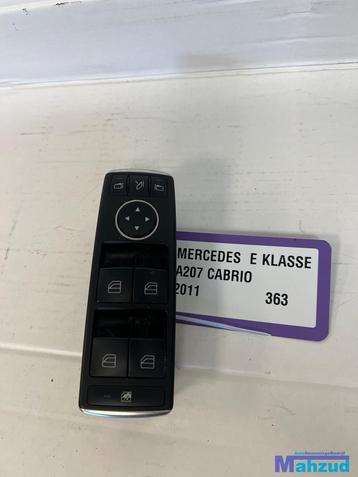 MERCEDES E KLASSE
A207 CABRIO
2011 363
Mahzud